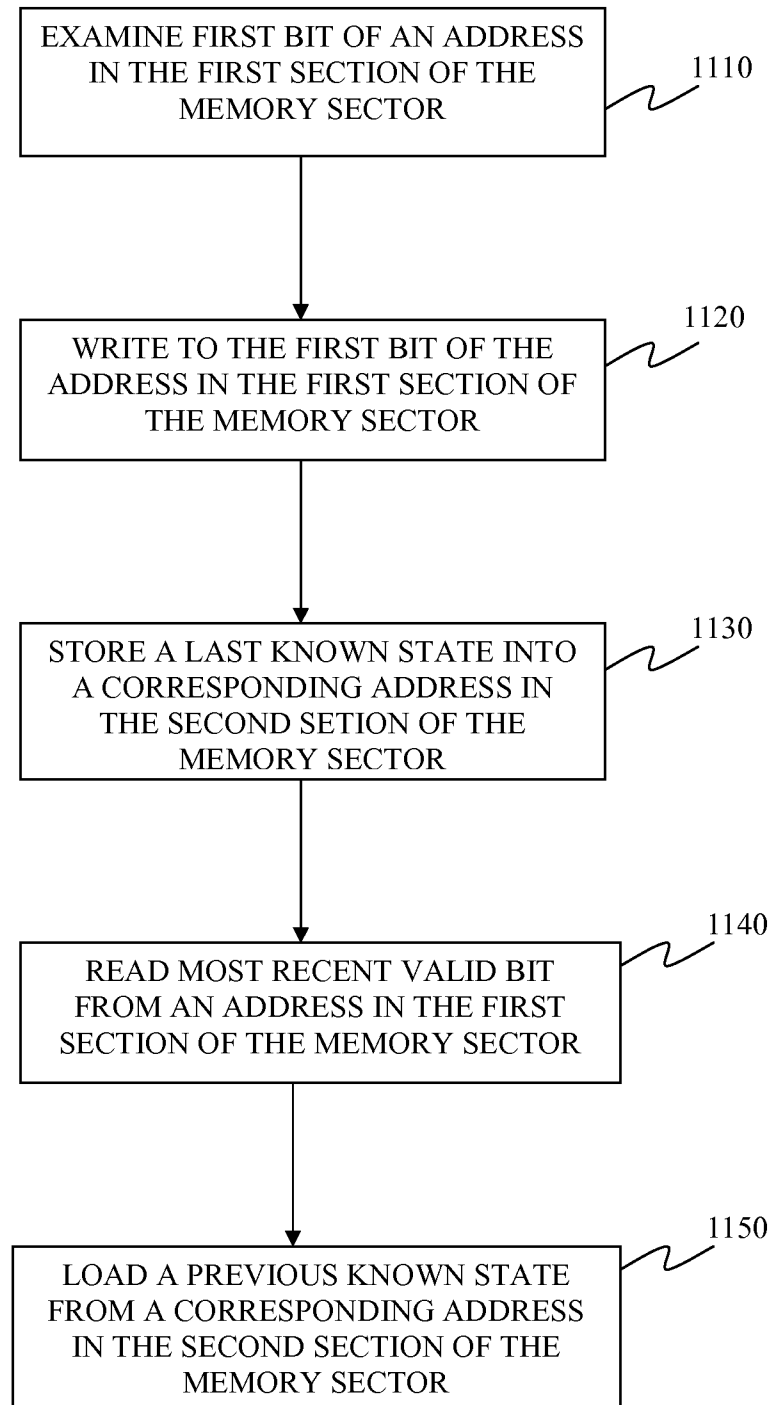 EXAMINE FIRST BIT OF AN ADDRESS
IN THE FIRST SECTION OF THE
MEMORY SECTOR
1110
WRITE TO THE FIRST BIT OF THE
ADDRESS IN THE FIRST SECTION OF
THE MEMORY SECTOR
1120
STORE A LAST KNOWN STATE INTO
A CORRESPONDING ADDRESS IN
THE SECOND SETION OF THE
MEMORY SECTOR
1130
READ MOST RECENT VALID BIT
FROM AN ADDRESS IN THE FIRST
SECTION OF THE MEMORY SECTOR
1140
LOAD A PREVIOUS KNOWN STATE
FROM A CORRESPONDING ADDRESS
IN THE SECOND SECTION OF THE
MEMORY SECTOR
1150